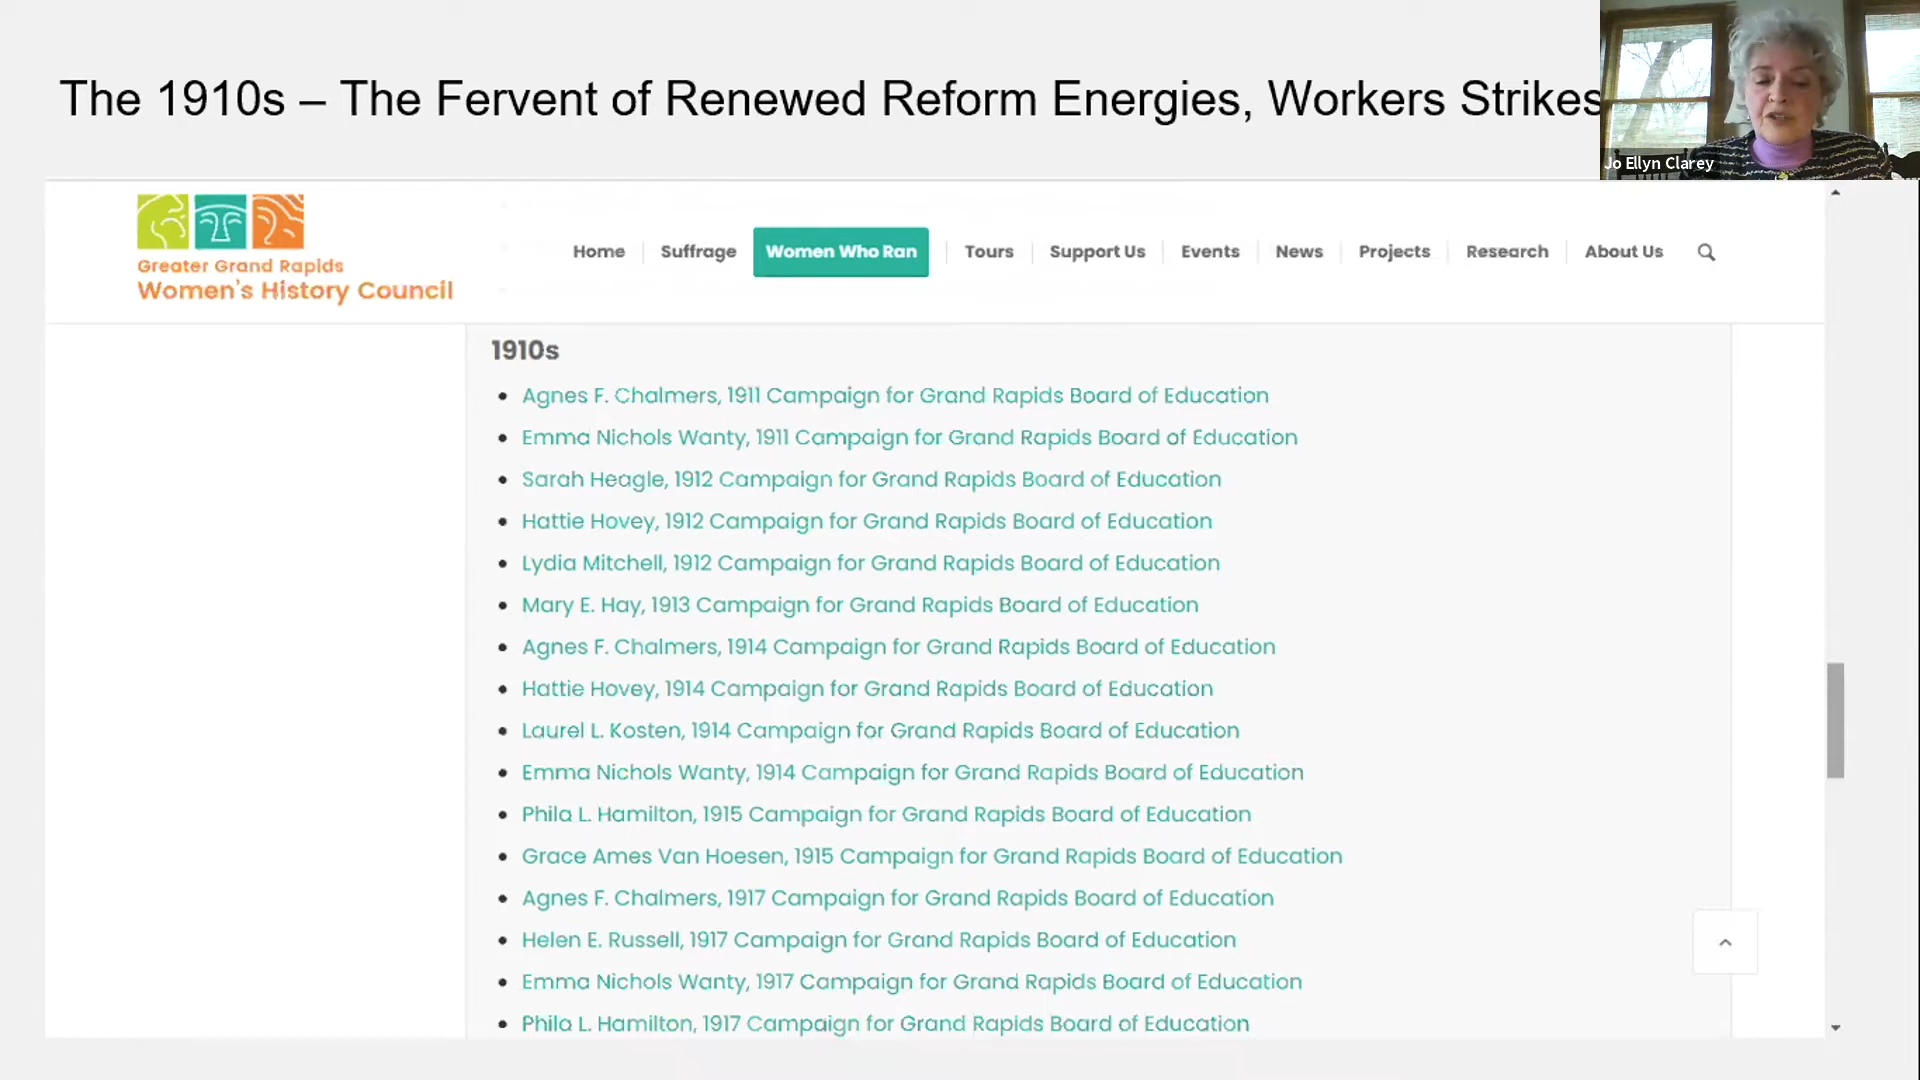 The 1910s – The Fervent of Renewed Reform Energies, Workers Strikes
Jo Ellyn Clarey
Greater Grand Rapids
Women's History Council
Home
Suffrage
Women Who Ran
Tours
Support Us
Events
News
Projects
Research
About Us
1910s
Agnes F. Chalmers, 1911 Campaign for Grand Rapids Board of Education
Emma Nichols Wanty, 1911 Campaign for Grand Rapids Board of Education
Sarah Heagle, 1912 Campaign for Grand Rapids Board of Education
Hattie Hovey, 1912 Campaign for Grand Rapids Board of Education
Lydia Mitchell, 1912 Campaign for Grand Rapids Board of Education
Mary E. Hay, 1913 Campaign for Grand Rapids Board of Education
Agnes F. Chalmers, 1914 Campaign for Grand Rapids Board of Education
Hattie Hovey, 1914 Campaign for Grand Rapids Board of Education
Laurel L. Kosten, 1914 Campaign for Grand Rapids Board of Education
Emma Nichols Wanty, 1914 Campaign for Grand Rapids Board of Education
Phila L. Hamilton, 1915 Campaign for Grand Rapids Board of Education
Grace Ames Van Hoesen, 1915 Campaign for Grand Rapids Board of Education
Agnes F. Chalmers, 1917 Campaign for Grand Rapids Board of Education
Helen E. Russell, 1917 Campaign for Grand Rapids Board of Education
Emma Nichols Wanty, 1917 Campaign for Grand Rapids Board of Education
Phila L. Hamilton, 1917 Campaign for Grand Rapids Board of Education